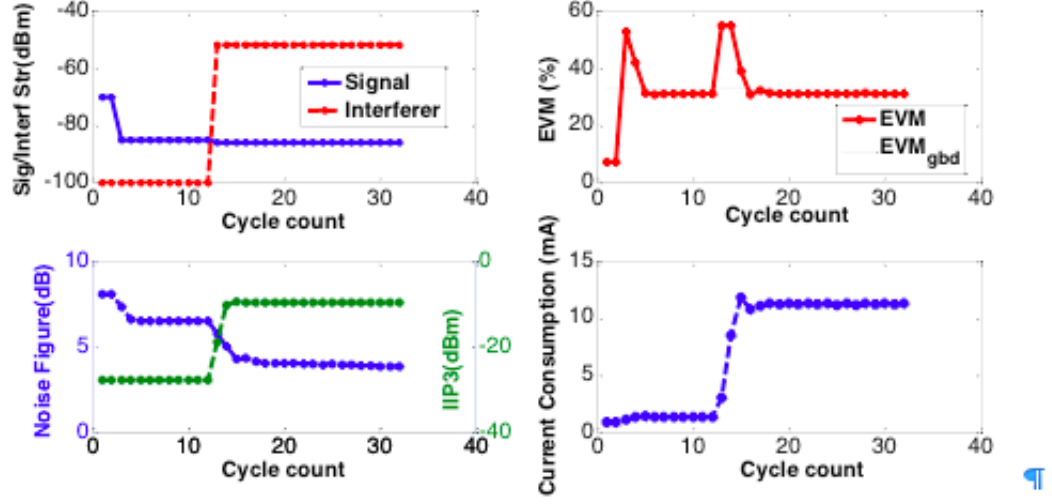 Sig/Interf Str(dBm)
-40
-60
-80
-100
0 10 20 30 40
Cycle count
Signal
Interferer
EVM (%)
60
40
20
0
0 10 20 30 40
Cycle count
EVM
EVM gbd
Noise Figure(dB)
10
5
0
0 10 20 30 40
Cycle count
0
-20
-40
IIP3(dBm)
Current Consumption (mA)
15
10
5
0
0 10 20 30 40
Cycle count
¶